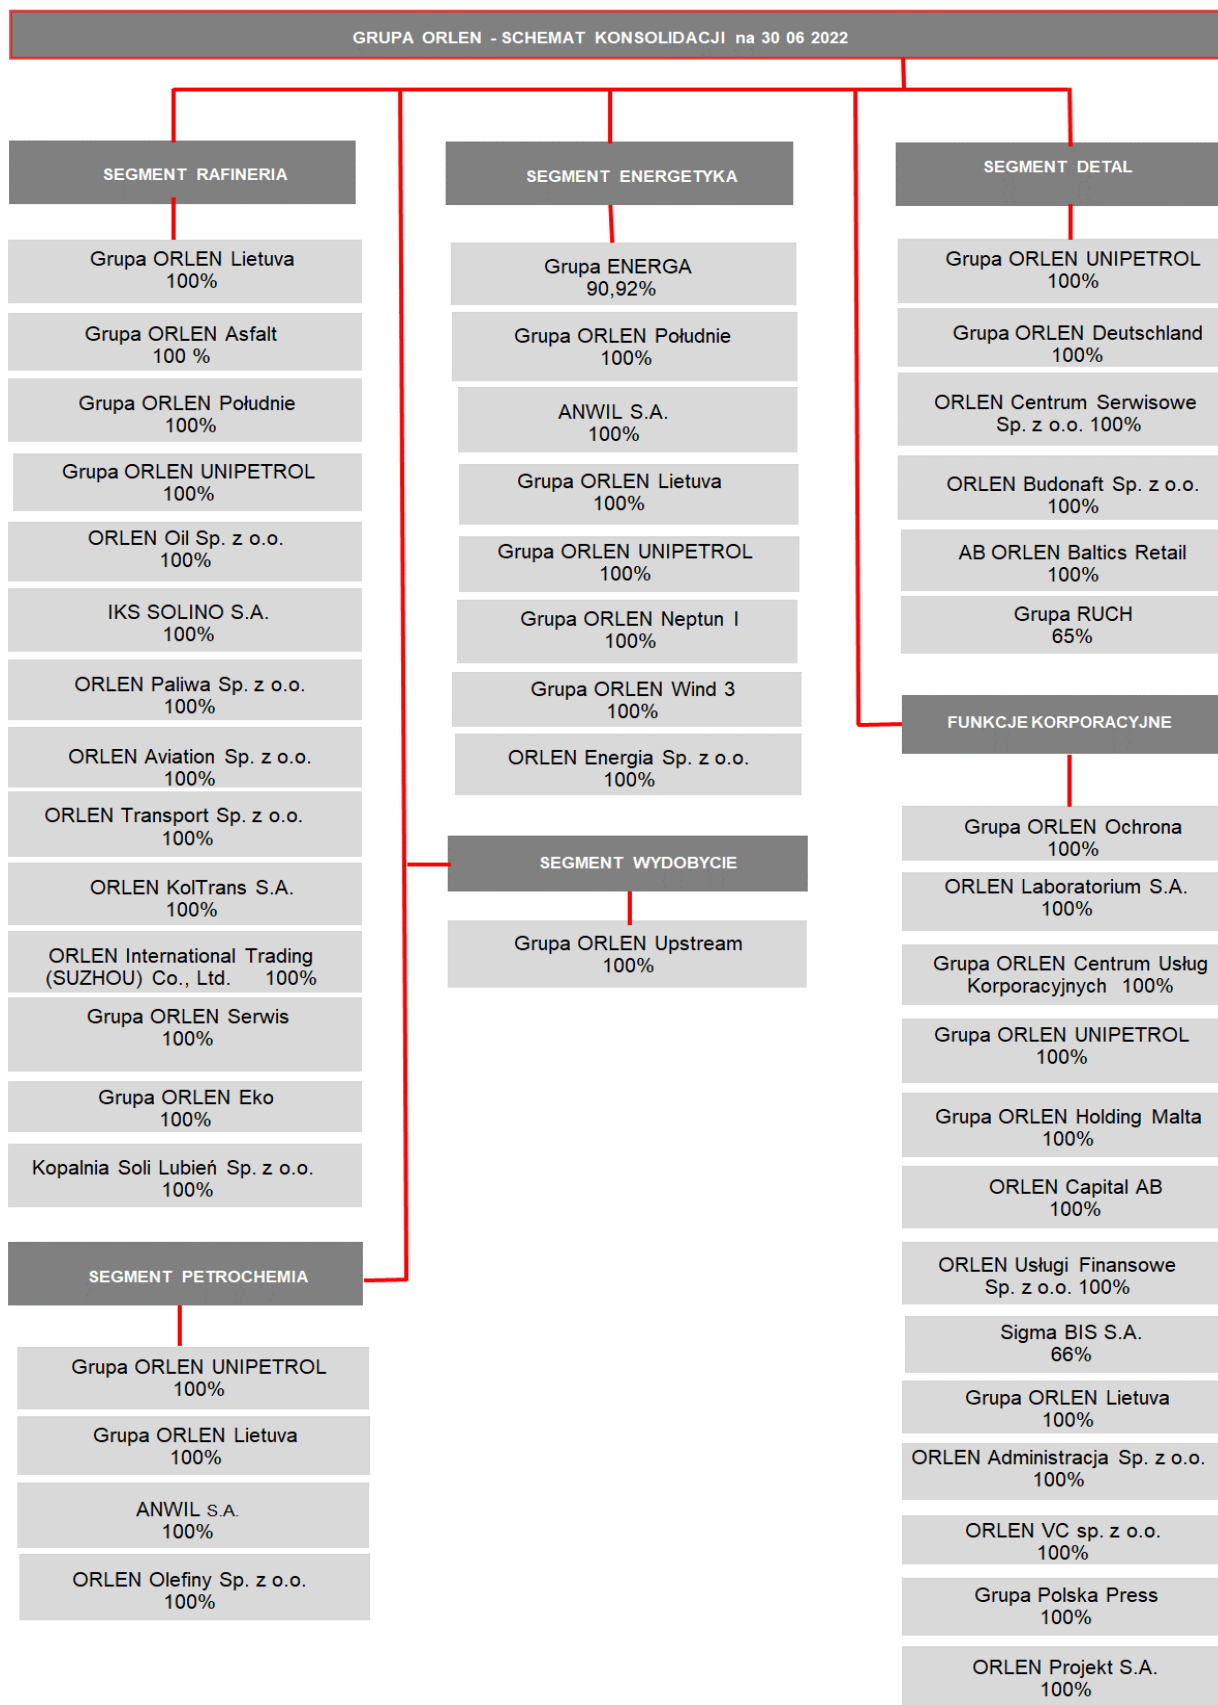 GRUPA ORLEN - SCHEMAT KONSOLIDACJI na 30 06 2022
SEGMENT RAFINERIA
Grupa ORLEN Lietuva
100%
Grupa ORLEN Asfalt
100 %
Grupa ORLEN Południe
100%
Grupa ORLEN UNIPETROL
100%
ORLEN Oil Sp. z o.o.
100%
IKS SOLINO S.A.
100%
ORLEN Paliwa Sp. z o.o.
100%
ORLEN Aviation Sp. z o.o.
100%
ORLEN Transport Sp. z o.o.
100%
ORLEN KolTrans S.A.
100%
ORLEN International Trading
(SUZHOU) Co., Ltd. 100%
Grupa ORLEN Serwis
100%
Grupa ORLEN Eko
100%
Kopalnia Soli Lubień Sp. z o.o.
100%
SEGMENT PETROCHEMIA
Grupa ORLEN UNIPETROL
100%
Grupa ORLEN Lietuva
100%
ANWIL S.A.
100%
ORLEN Olefiny Sp. z o.o.
100%
SEGMENT ENERGETYKA
Grupa ENERGA
90,92%
Grupa ORLEN Południe
100%
ANWIL S.A.
100%
Grupa ORLEN Lietuva
100%
Grupa ORLEN UNIPETROL
100%
Grupa ORLEN Neptun I
100%
Grupa ORLEN Wind 3
100%
ORLEN Energia Sp. z o.o.
100%
SEGMENT WYDOBYCIE
Grupa ORLEN Upstream
100%
SEGMENT DETAL
Grupa ORLEN UNIPETROL
100%
Grupa ORLEN Deutschland
100%
ORLEN Centrum Serwisowe
Sp. z o.o. 100%
ORLEN Budonaft Sp. z o.o.
100%
AB ORLEN Baltics Retail
100%
Grupa RUCH
65%
FUNKCJE KORPORACYJNE
Grupa ORLEN Ochrona
100%
ORLEN Laboratorium S.A.
100%
Grupa ORLEN Centrum Usług
Korporacyjnych 100%
Grupa ORLEN UNIPETROL
100%
Grupa ORLEN Holding Malta
100%
ORLEN Capital AB
100%
ORLEN Usługi Finansowe
Sp. z o.o. 100%
Sigma BIS S.A.
66%
Grupa ORLEN Lietuva
100%
ORLEN Administracja Sp. z o.o.
100%
ORLEN VC sp. z o.o.
100%
Grupa Polska Press
100%
ORLEN Projekt S.A.
100%